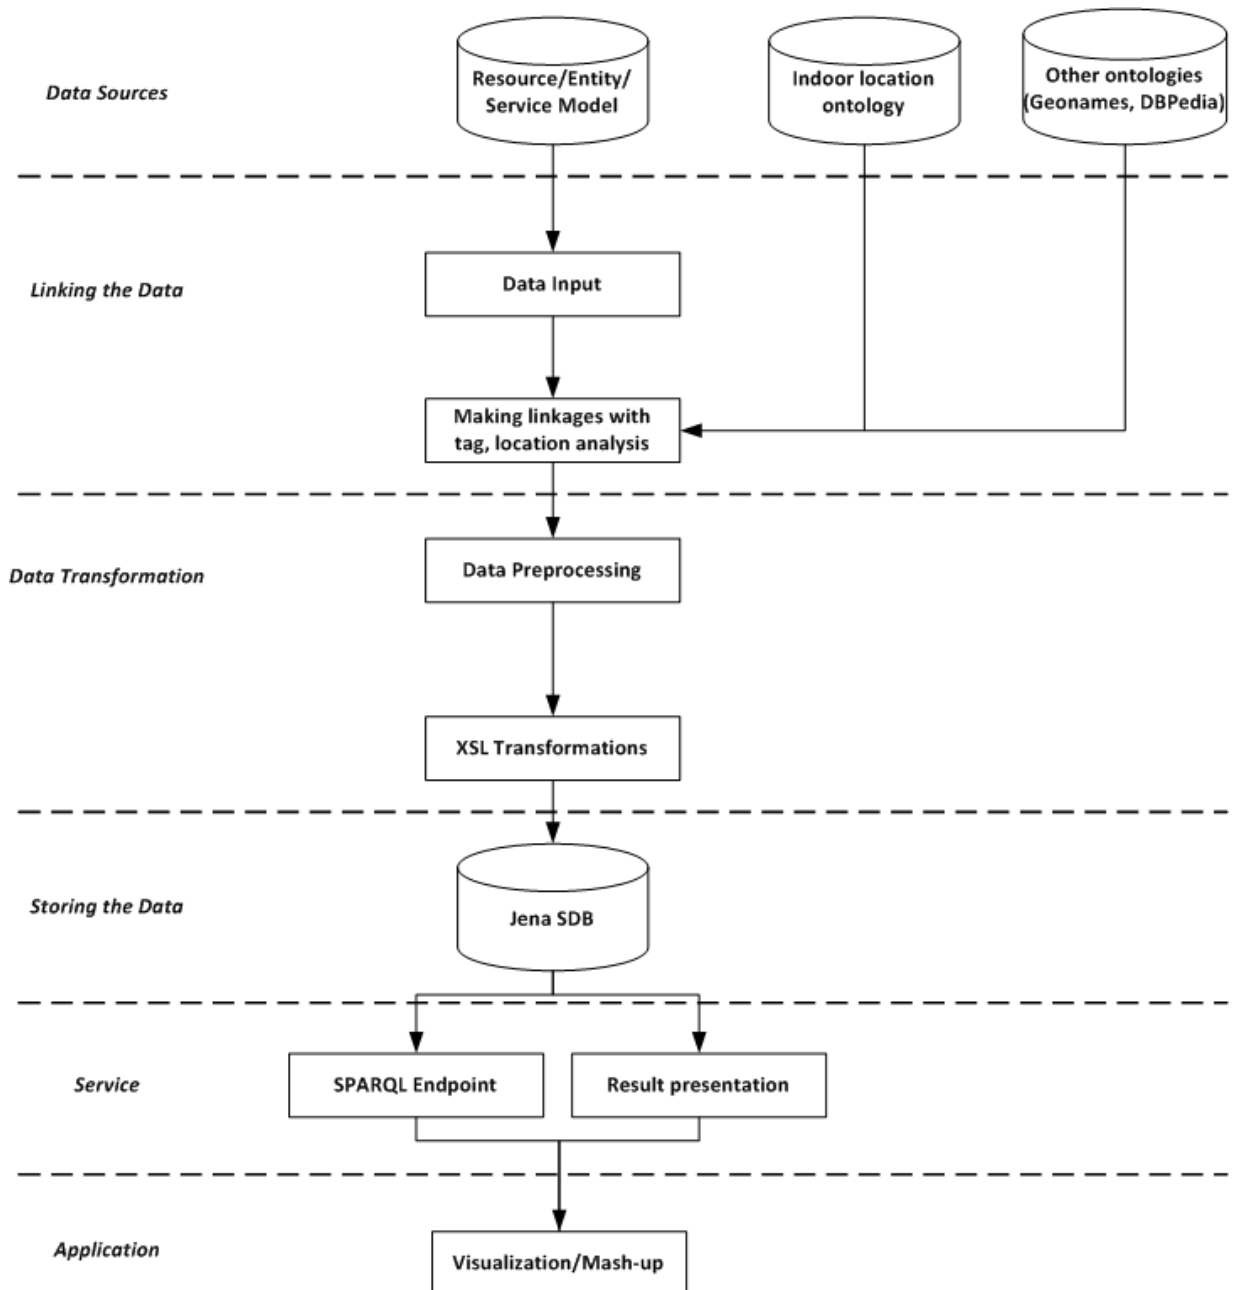 Data Sources
Resource/Entity/
Service Model
Indoor location
ontology
Other ontologies
(Geonames, DBPedia)
Linking the Data
Data Input
Making linkages with
tag, location analysis
Data Transformation
Data Preprocessing
XSL Transformations
Storing the Data
Jena SDB
Service
SPARQL Endpoint
Result presentation
Application
Visualization/Mash-up